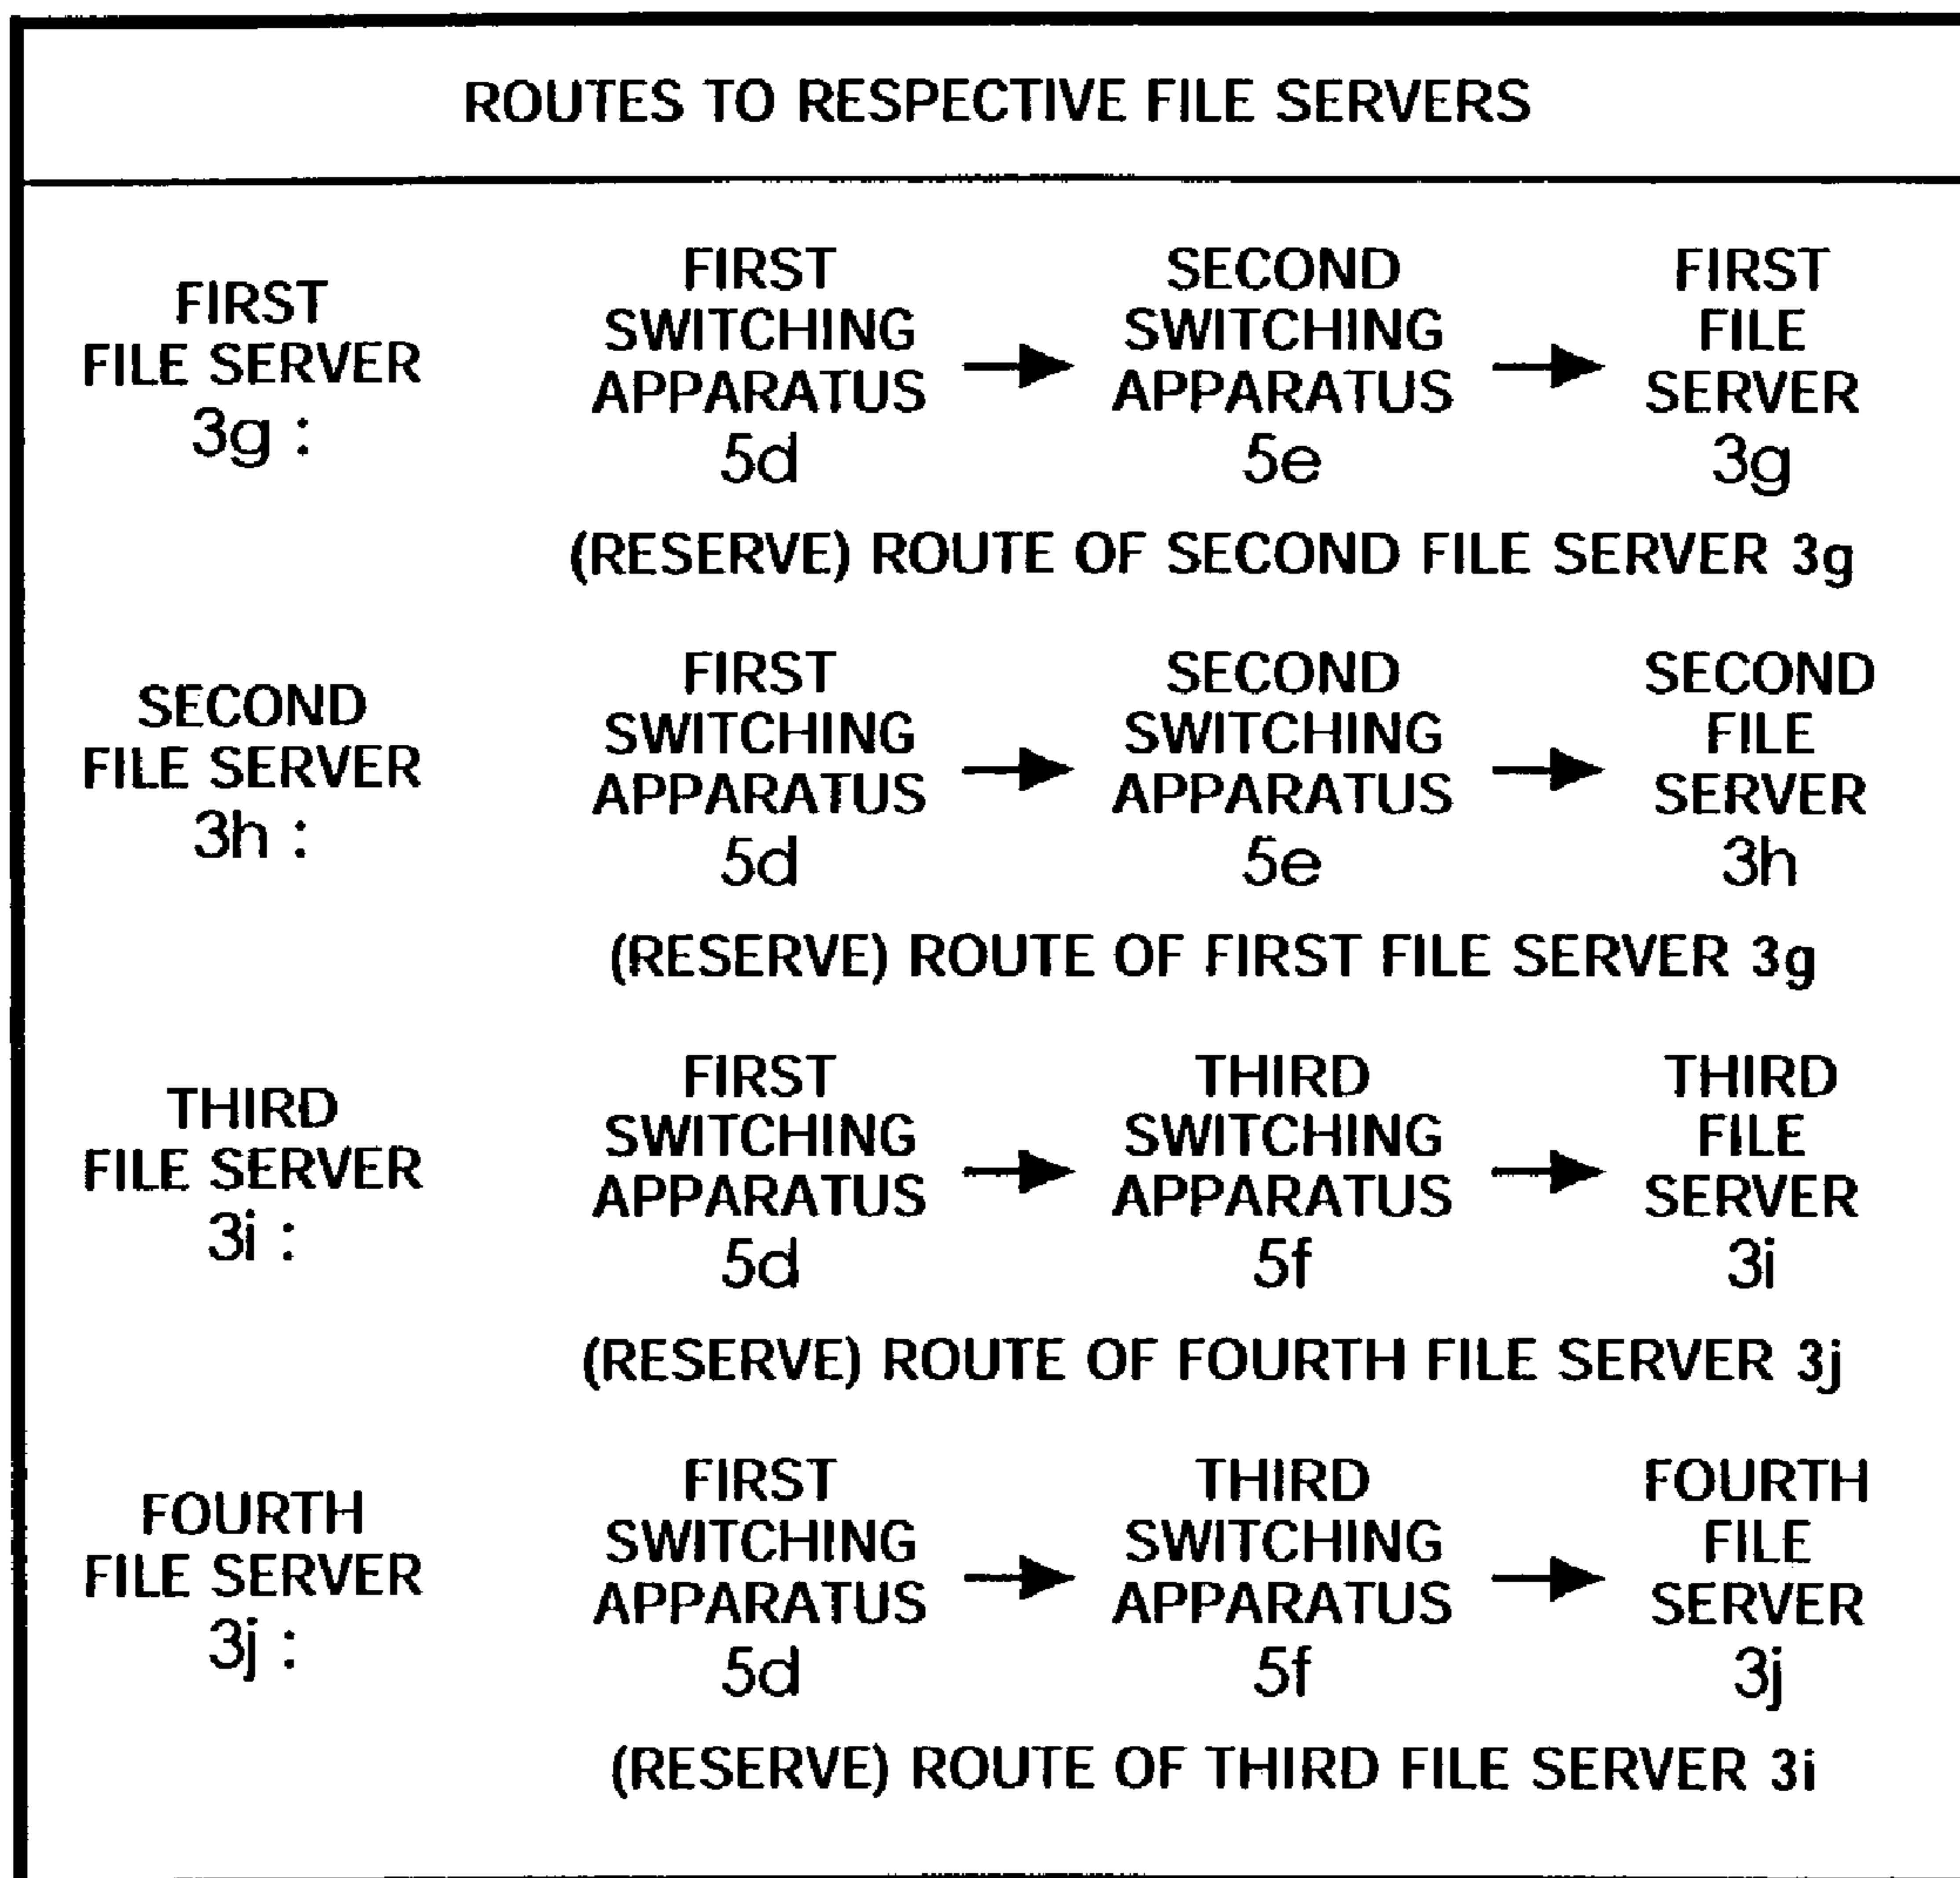 ROUTES TO RESPECTIVE FILE SERVERS
FIRST
FILE SERVER
3g :
FIRST
SWITCHING
APPARATUS
5d
SECOND
SWITCHING
APPARATUS
5e
FIRST
FILE
SERVER
3g
(RESERVE) ROUTE OF SECOND FILE SERVER 3g
SECOND
FILE SERVER
3h :
FIRST
SWITCHING
APPARATUS
5d
SECOND
SWITCHING
APPARATUS
5e
SECOND
FILE
SERVER
3h
(RESERVE) ROUTE OF FIRST FILE SERVER 3g
THIRD
FILE SERVER
3i :
FIRST
SWITCHING
APPARATUS
5d
THIRD
SWITCHING
APPARATUS
5f
THIRD
FILE
SERVER
3i
(RESERVE) ROUTE OF FOURTH FILE SERVER 3j
FOURTH
FILE SERVER
3j :
FIRST
SWITCHING
APPARATUS
5d
THIRD
SWITCHING
APPARATUS
5f
FOURTH
FILE
SERVER
3j
(RESERVE) ROUTE OF THIRD FILE SERVER 3i